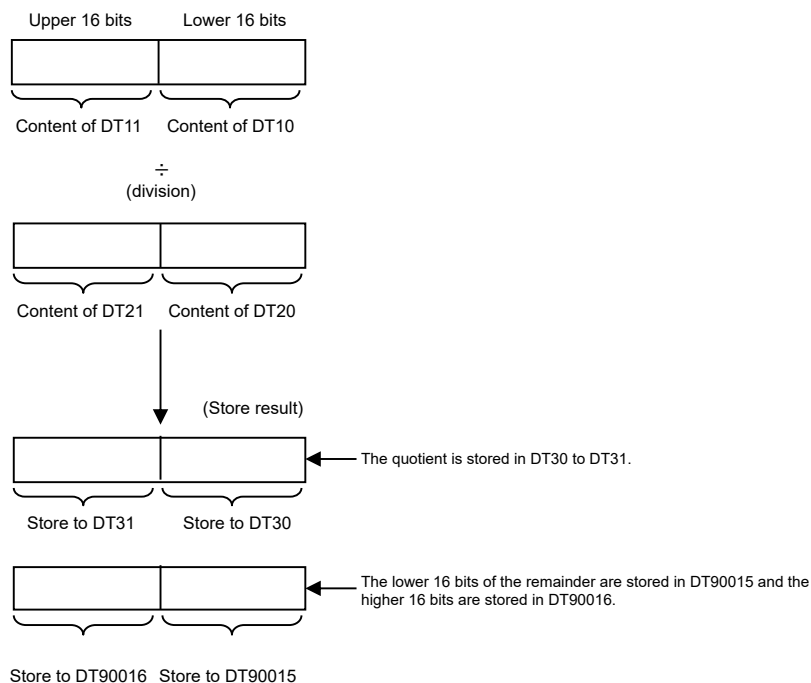 Upper 16 bits Lower 16 bits
Content of DT11 Content of DT10
÷
(division)
Content of DT21 Content of DT20
(Store result)
The quotient is stored in DT30 to DT31.
Store to DT31 Store to DT30
The lower 16 bits of the remainder are stored in DT90015 and the
higher 16 bits are stored in DT90016.
Store to DT90016 Store to DT90015